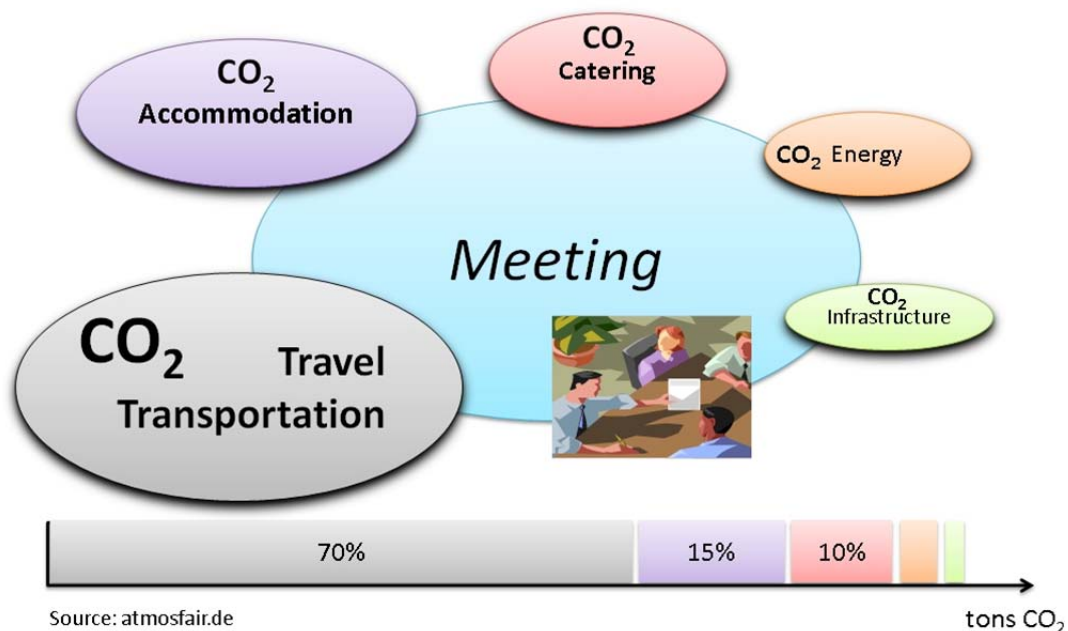 CO₂
Accommodation
CO₂
Catering
CO₂ Energy
Meeting
CO₂
Infrastructure
CO₂ Travel
Transportation
70%
15%
10%
Source: atmosfair.de
tons CO₂